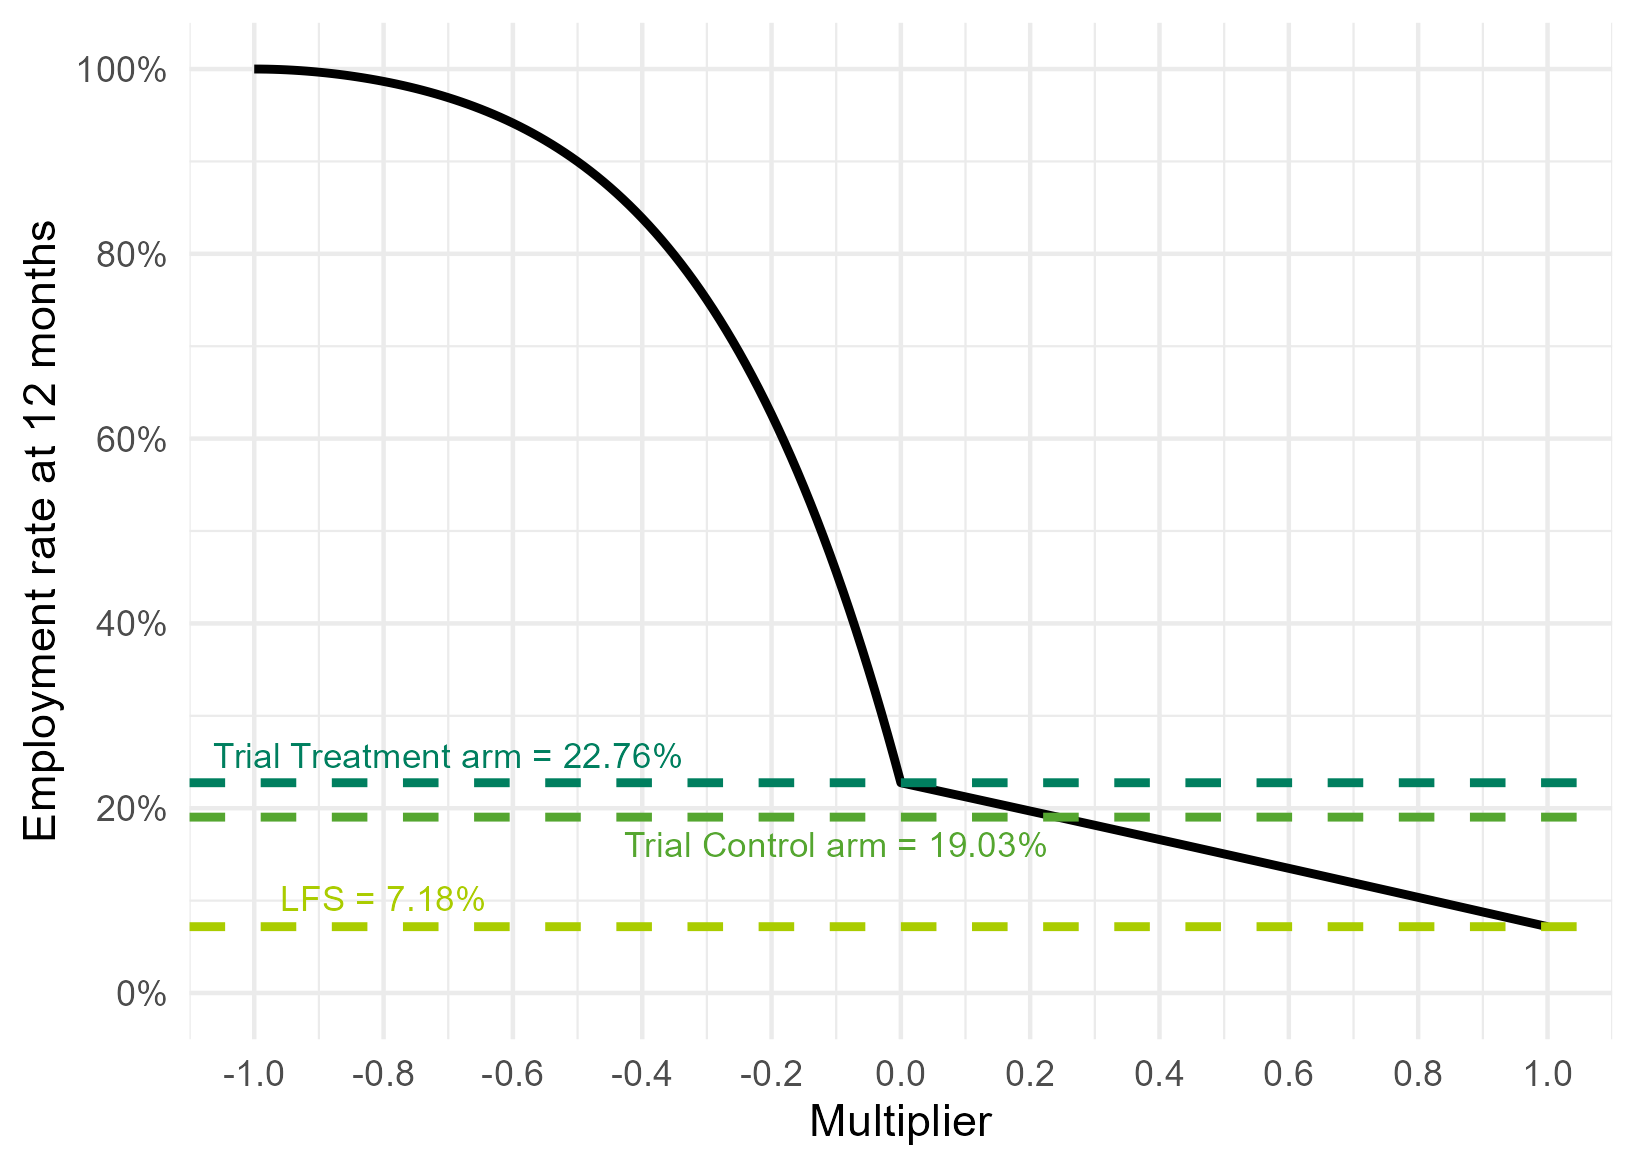 Employment rate at 12 months
100%
80%
60%
40%
20%
0%
Trial Treatment arm = 22.76%
Trial Control arm = 19.03%
LFS = 7.18%
-1.0 -0.8 -0.6 -0.4 -0.2 0.0 0.2 0.4 0.6 0.8 1.0
Multiplier